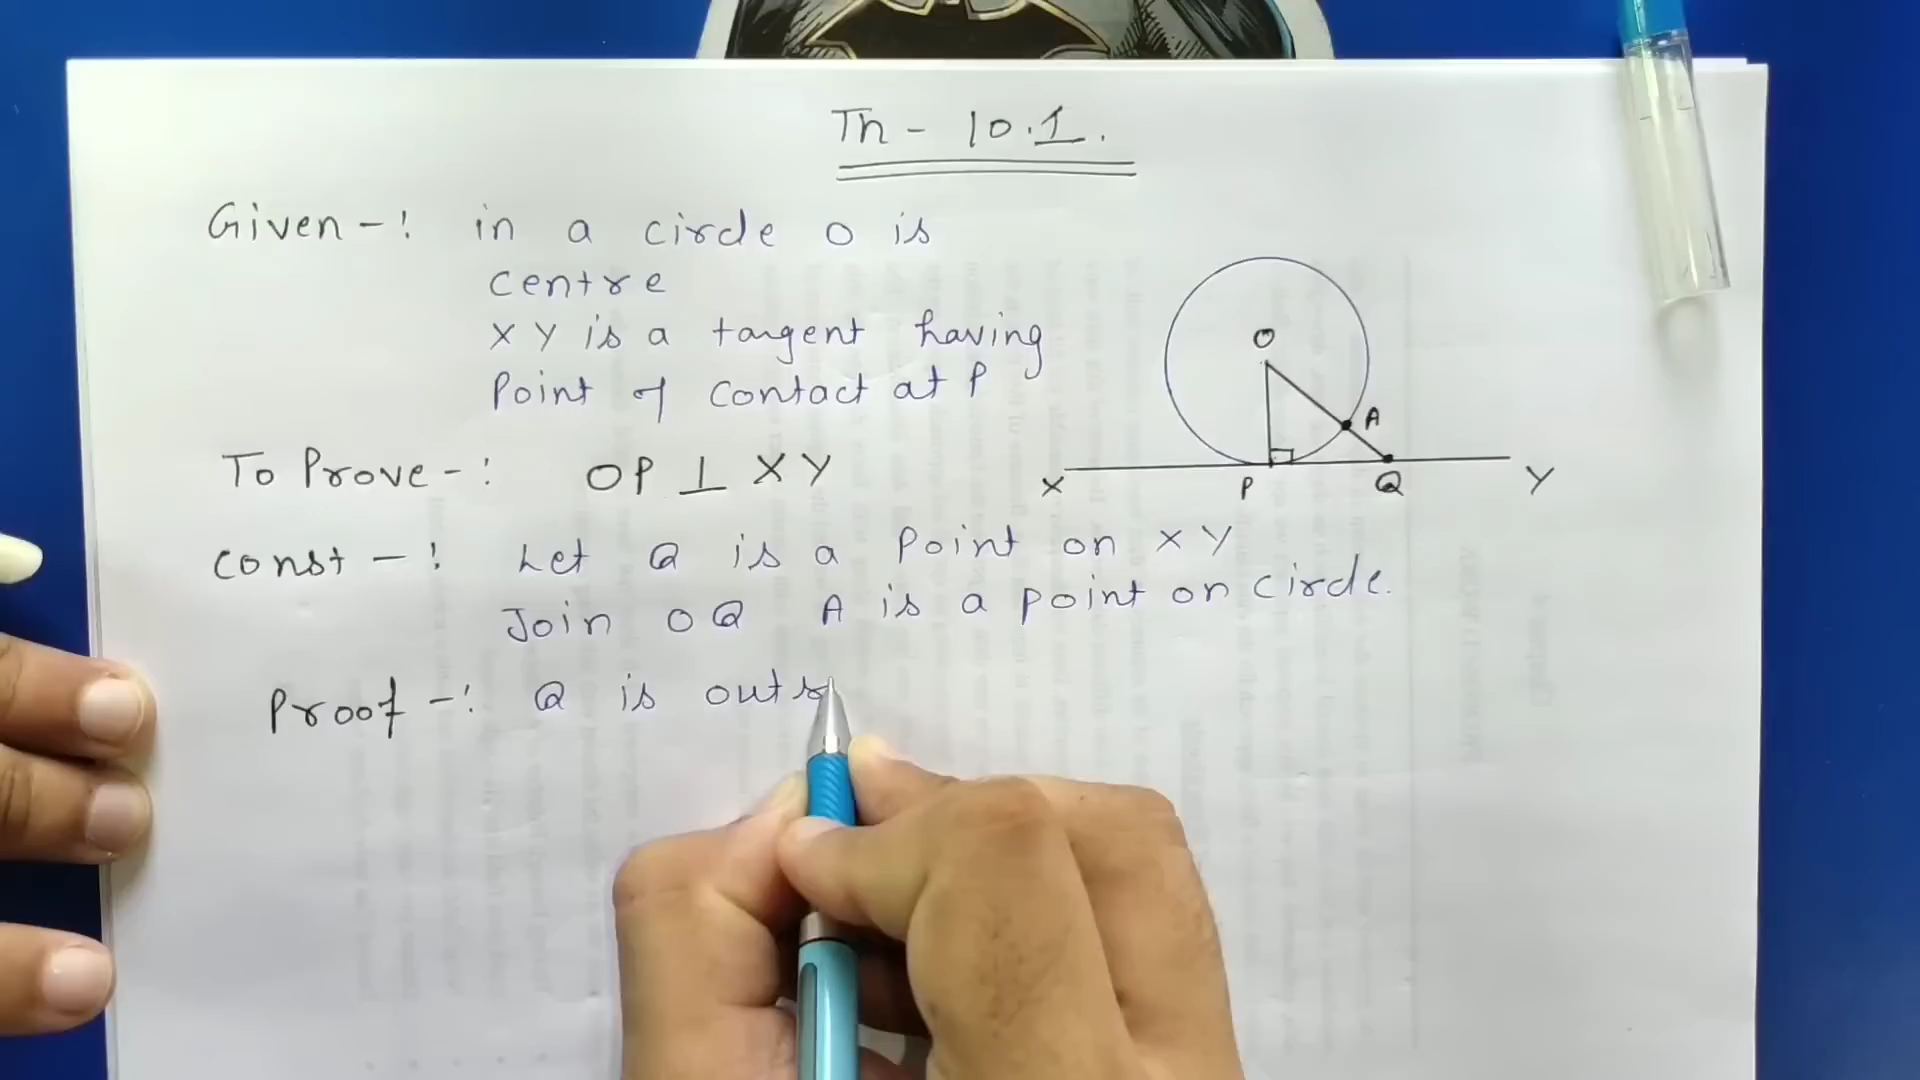 Th - 10.1.
Given -: in a circle O is
centre
XY is a tangent having
Point of contact at P
To Prove -: OP ⊥ XY
const -: Let Q is a Point on XY
Join OQ A is a point on circle.
Proof -: Q is outs
O
A
X
P
Q
Y